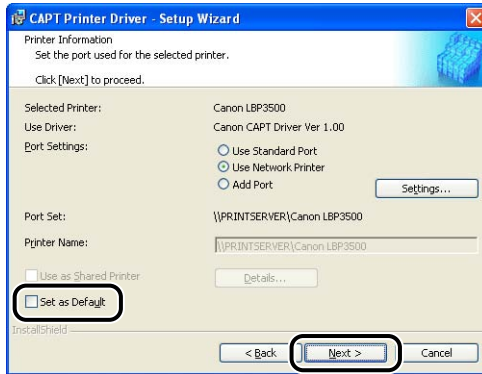 CAPT Printer Driver - Setup Wizard
Printer Information
Set the port used for the selected printer.
Click [Next] to proceed.
Selected Printer: Canon LBP3500
Use Driver: Canon CAPT Driver Ver 1.00
Port Settings: Use Standard Port
Use Network Printer
Add Port
Settings...
Port Set: \\PRINTSERVER\Canon LBP3500
Printer Name: \\PRINTSERVER\Canon LBP3500
Use as Shared Printer Details...
Set as Default
InstallShield
< Back Next > Cancel